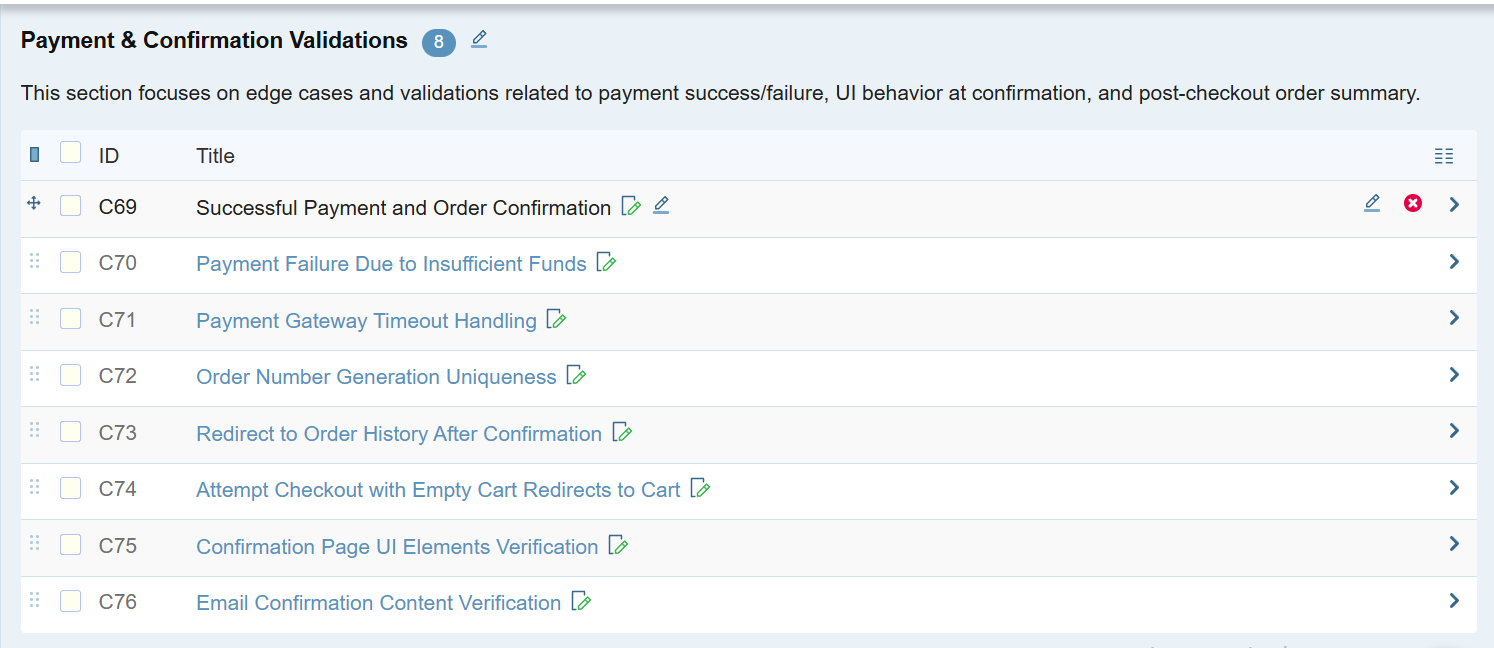 Payment & Confirmation Validations 8
This section focuses on edge cases and validations related to payment success/failure, UI behavior at confirmation, and post-checkout order summary.
ID Title
C69 Successful Payment and Order Confirmation
C70 Payment Failure Due to Insufficient Funds
C71 Payment Gateway Timeout Handling
C72 Order Number Generation Uniqueness
C73 Redirect to Order History After Confirmation
C74 Attempt Checkout with Empty Cart Redirects to Cart
C75 Confirmation Page UI Elements Verification
C76 Email Confirmation Content Verification